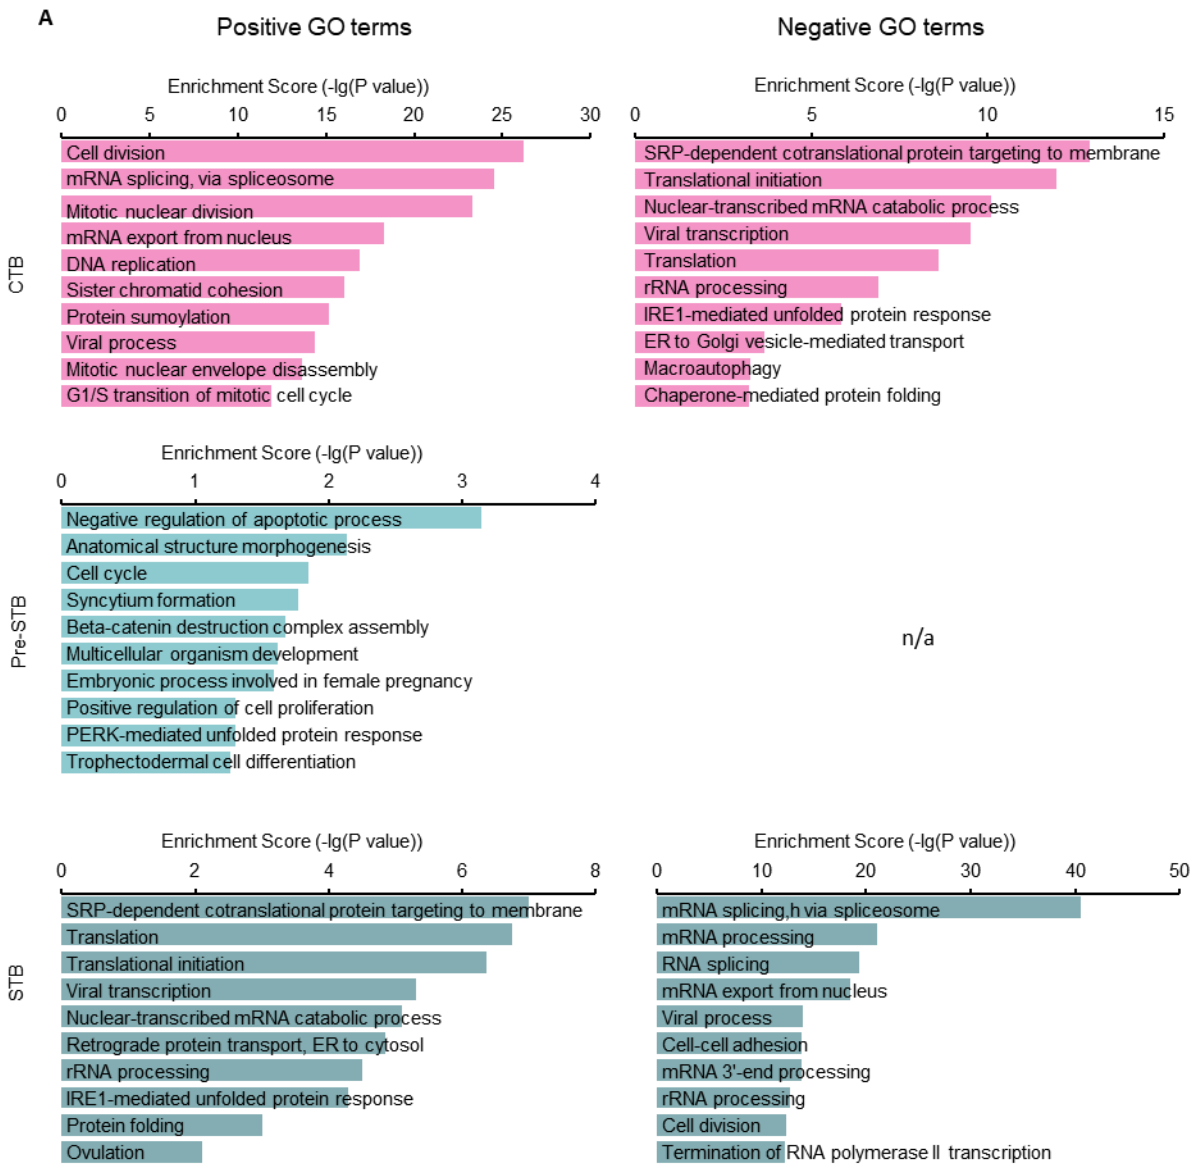 A
Positive GO terms
Negative GO terms
Enrichment Score (-lg(P value))
0 5 10 15 20 25 30
CTB
Cell division
mRNA splicing, via spliceosome
Mitotic nuclear division
mRNA export from nucleus
DNA replication
Sister chromatid cohesion
Protein sumoylation
Viral process
Mitotic nuclear envelope disassembly
G1/S transition of mitotic cell cycle
Enrichment Score (-lg(P value))
0 5 10 15
SRP-dependent cotranslational protein targeting to membrane
Translational initiation
Nuclear-transcribed mRNA catabolic process
Viral transcription
Translation
rRNA processing
IRE1-mediated unfolded protein response
ER to Golgi vesicle-mediated transport
Macroautophagy
Chaperone-mediated protein folding
Enrichment Score (-lg(P value))
0 1 2 3 4
Pre-STB
Negative regulation of apoptotic process
Anatomical structure morphogenesis
Cell cycle
Syncytium formation
Beta-catenin destruction complex assembly
Multicellular organism development
Embryonic process involved in female pregnancy
Positive regulation of cell proliferation
PERK-mediated unfolded protein response
Trophectodermal cell differentiation
n/a
Enrichment Score (-lg(P value))
0 2 4 6 8
STB
SRP-dependent cotranslational protein targeting to membrane
Translation
Translational initiation
Viral transcription
Nuclear-transcribed mRNA catabolic process
Retrograde protein transport, ER to cytosol
rRNA processing
IRE1-mediated unfolded protein response
Protein folding
Ovulation
Enrichment Score (-lg(P value))
0 10 20 30 40 50
mRNA splicing,h via spliceosome
mRNA processing
RNA splicing
mRNA export from nucleus
Viral process
Cell-cell adhesion
mRNA 3'-end processing
rRNA processing
Cell division
Termination of RNA polymerase II transcription